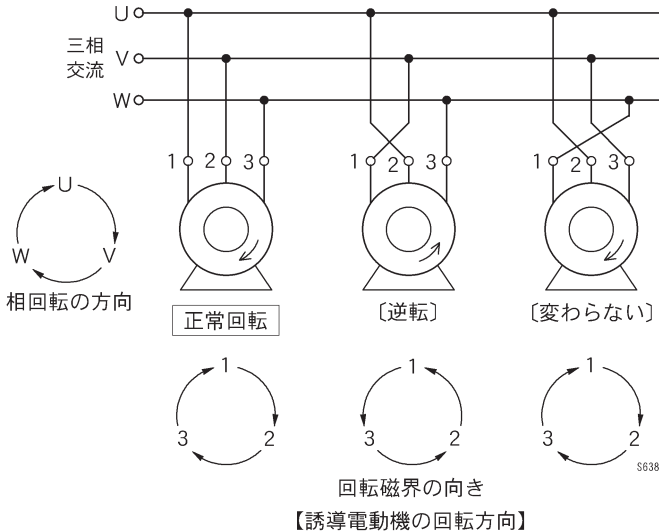 U
三相
交流
V
W
1 2 3
1 2 3
1 2 3
U
W V
相回転の方向
正常回転
〔逆転〕
〔変わらない〕
1
3 2
1
3 2
1
3 2
S638
回転磁界の向き
【誘導電動機の回転方向】